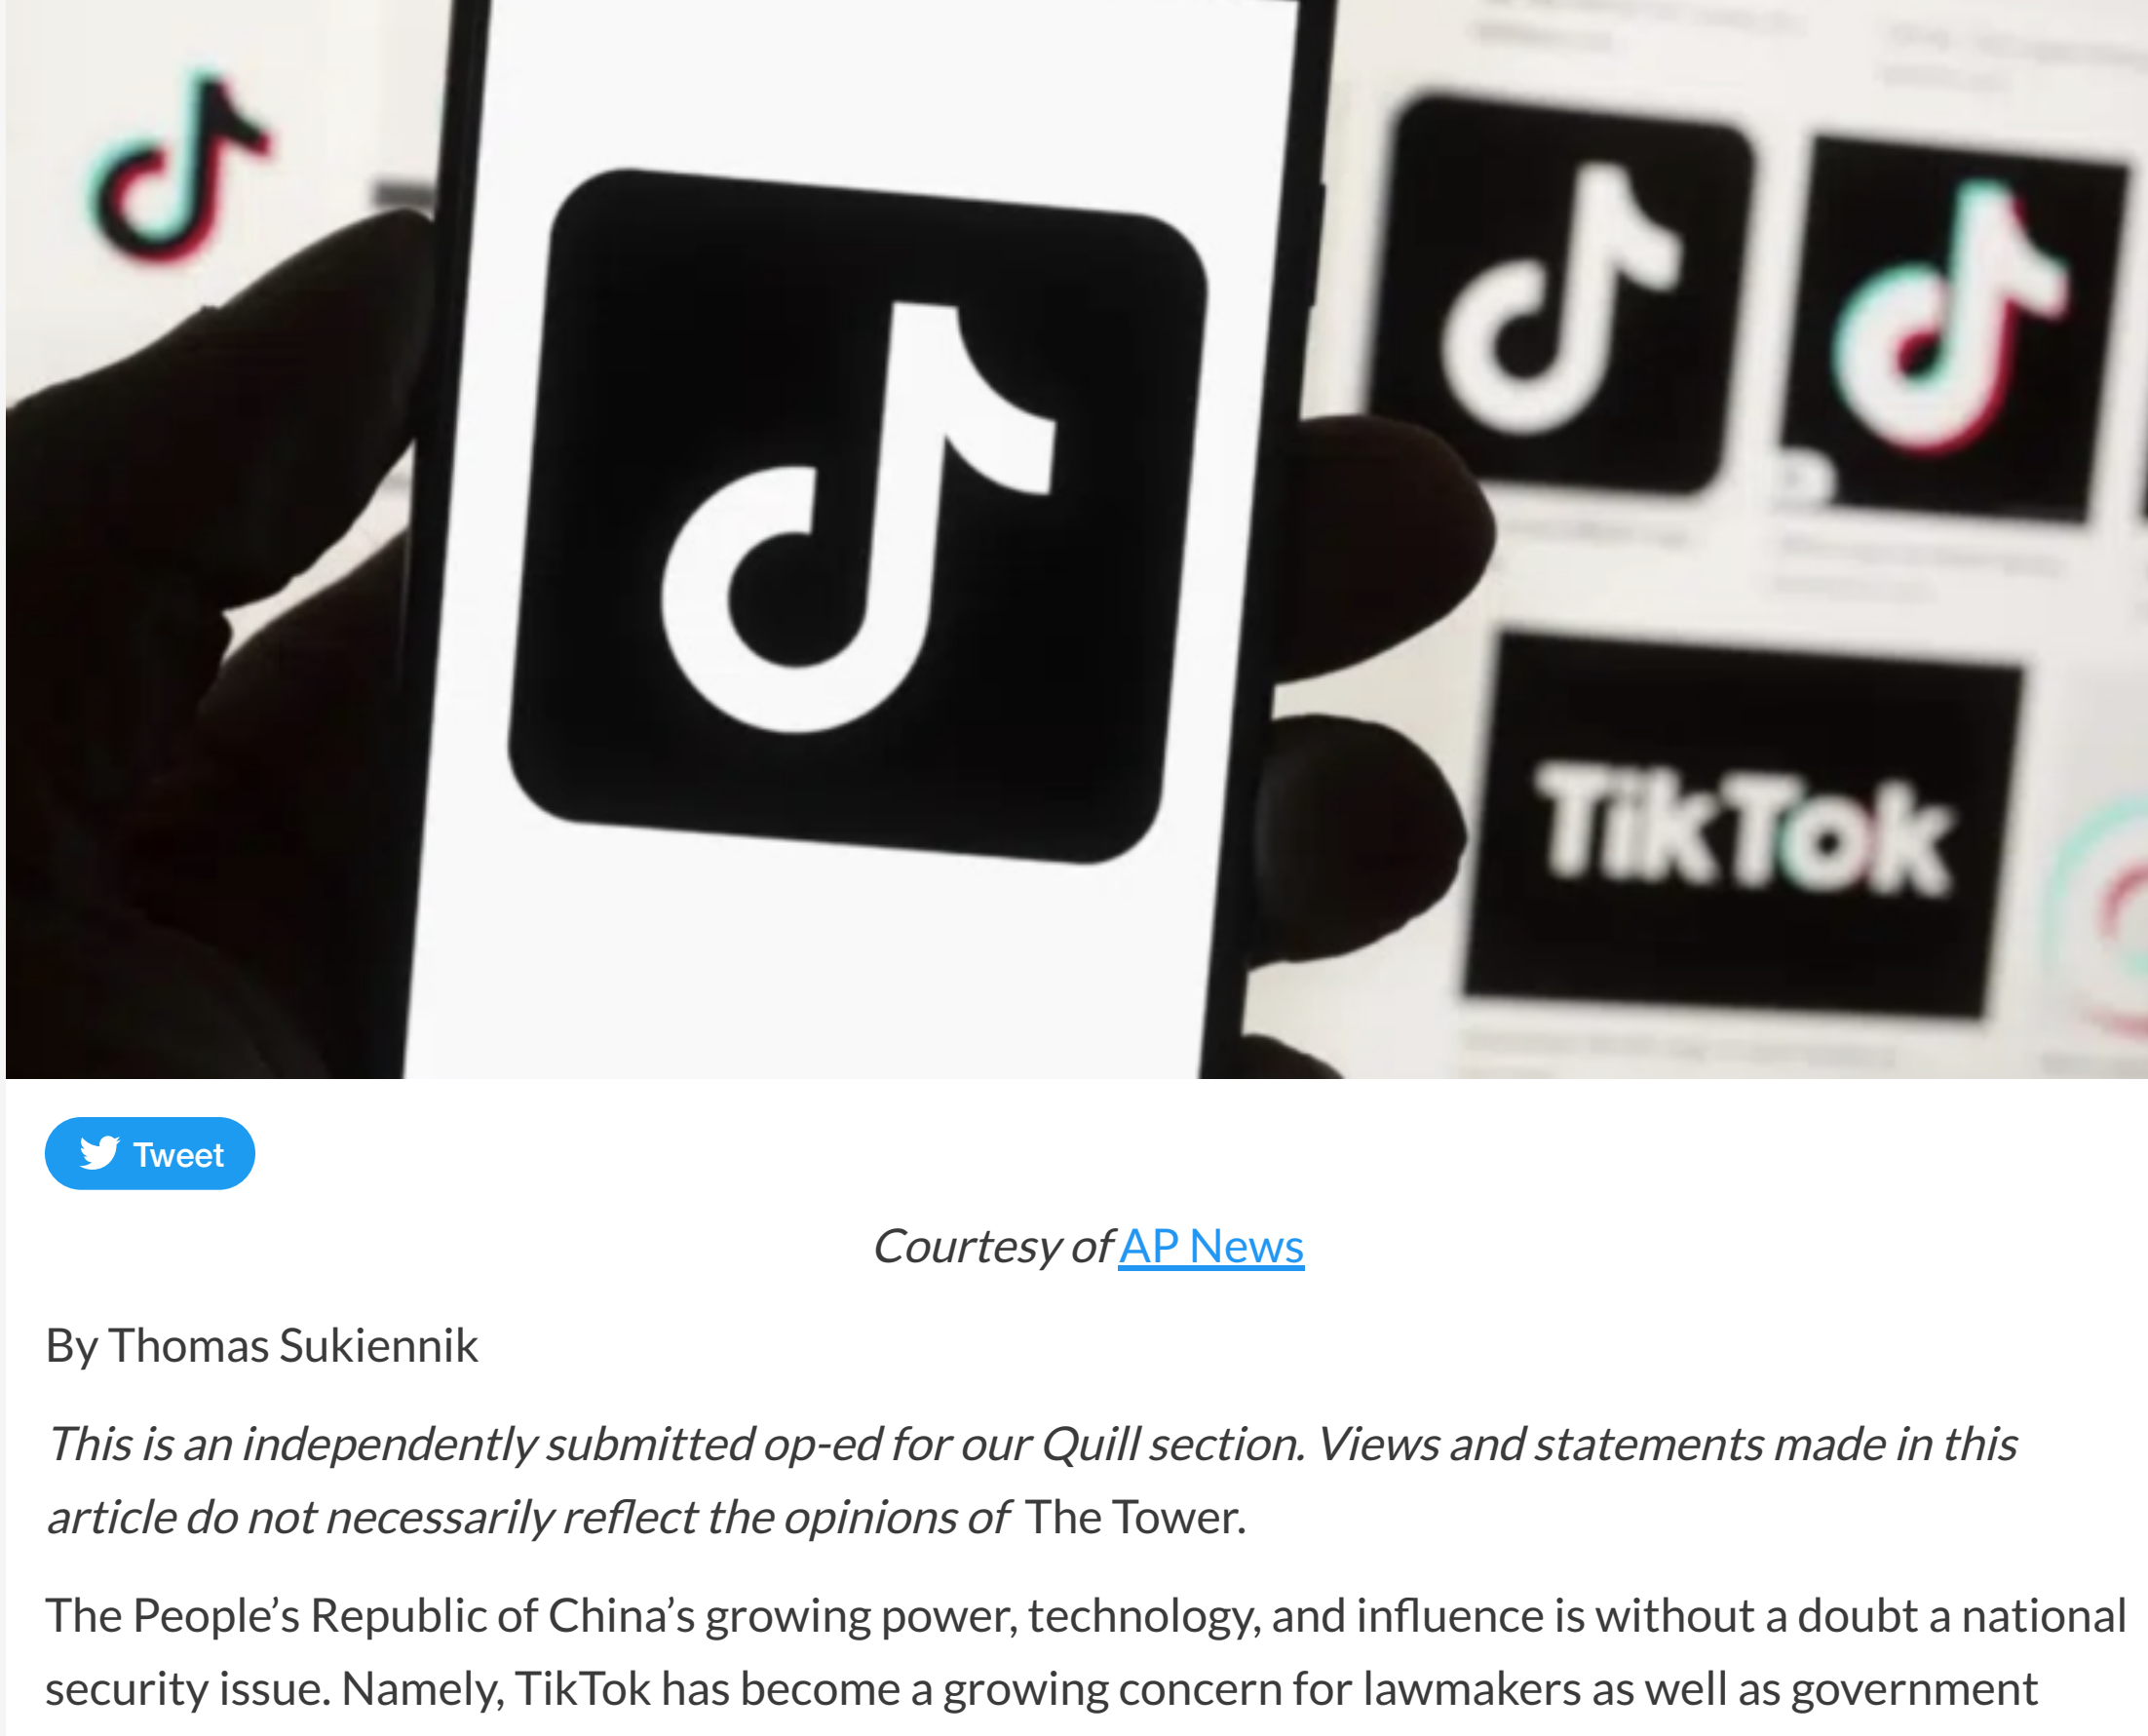 TikTok
Tweet
Courtesy of AP News
By Thomas Sukiennik
This is an independently submitted op-ed for our Quill section. Views and statements made in this
article do not necessarily reflect the opinions of The Tower.
The People’s Republic of China’s growing power, technology, and influence is without a doubt a national
security issue. Namely, TikTok has become a growing concern for lawmakers as well as government